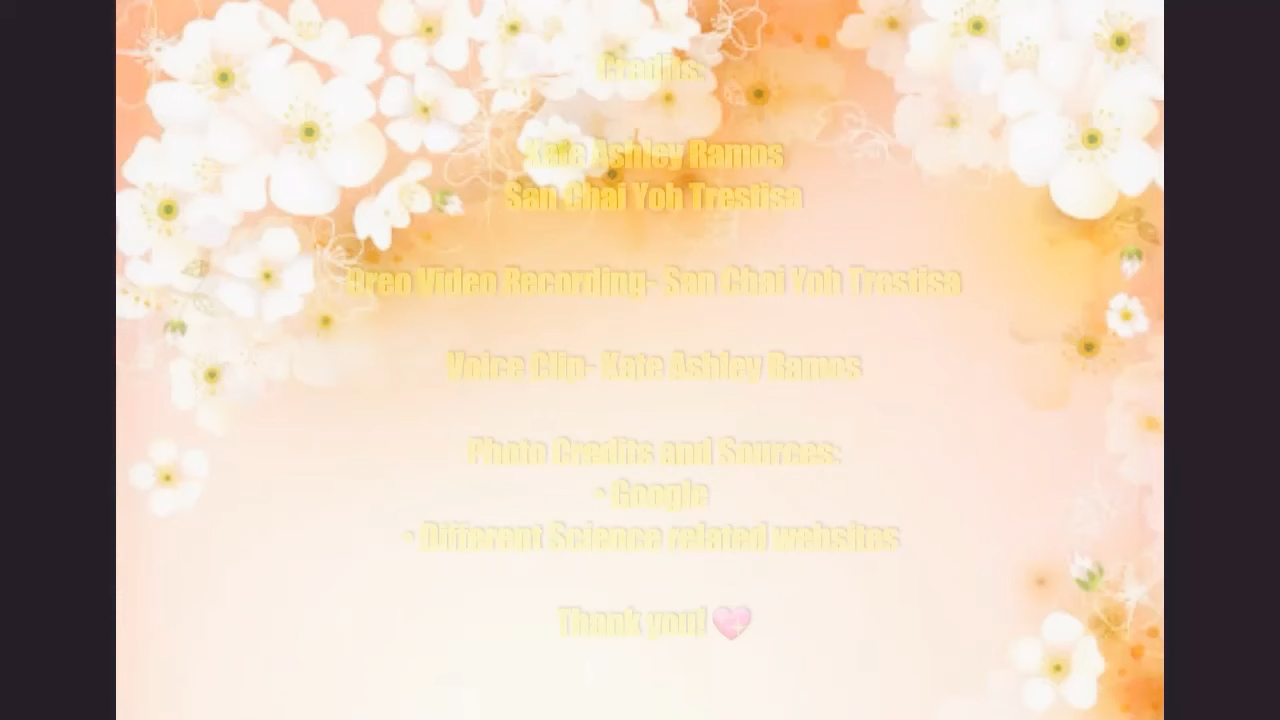 Credits:
Kate Ashley Ramos
San Chai Yoh Trestisa
Oreo Video Recording- San Chai Yoh Trestisa
Voice Clip- Kate Ashley Ramos
Photo Credits and Sources:
• Google
• Different Science related websites
Thank you! 💖